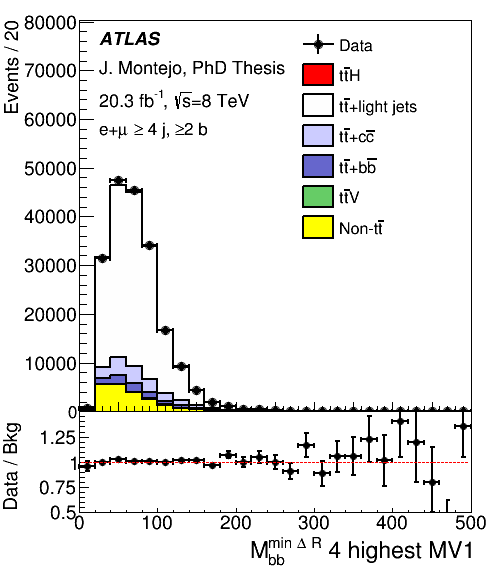 Events / 20
80000
70000
60000
50000
40000
30000
20000
10000
0
ATLAS
J. Montejo, PhD Thesis
20.3 fb⁻¹, √s=8 TeV
e+μ ≥ 4 j, ≥2 b
Data
tt̄H
tt̄+light jets
tt̄+cc̄
tt̄+bb̄
tt̄V
Non-tt̄
Data / Bkg
1.25
1
0.75
0.5
0 100 200 300 400 500
M_bb^min Δ R 4 highest MV1